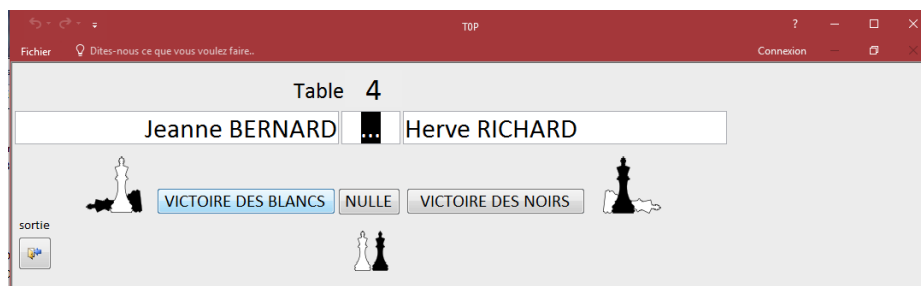 TOP
?
Fichier Dites-nous ce que vous voulez faire.. Connexion
Table 4
Jeanne BERNARD ... Herve RICHARD
VICTOIRE DES BLANCS NULLE VICTOIRE DES NOIRS
sortie